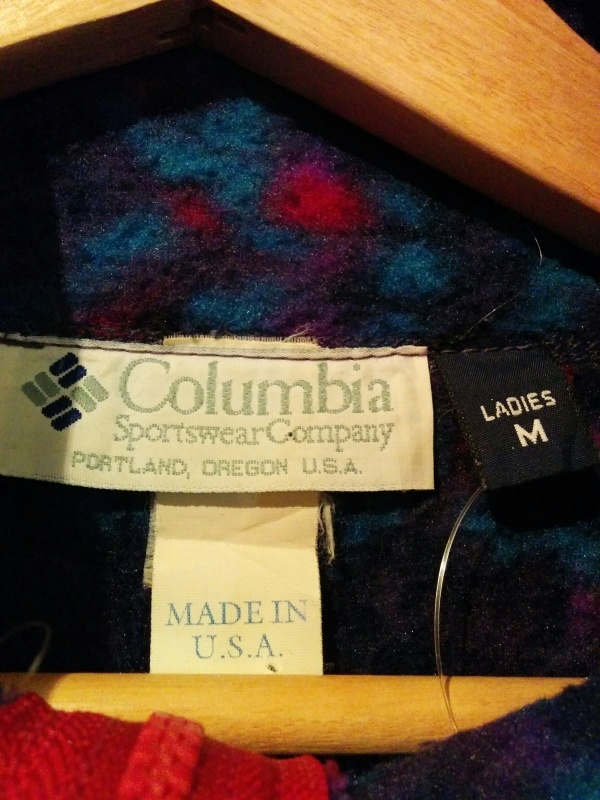 Columbia
Sportswear Company
PORTLAND, OREGON U.S.A.
LADIES
M
MADE IN
U.S.A.